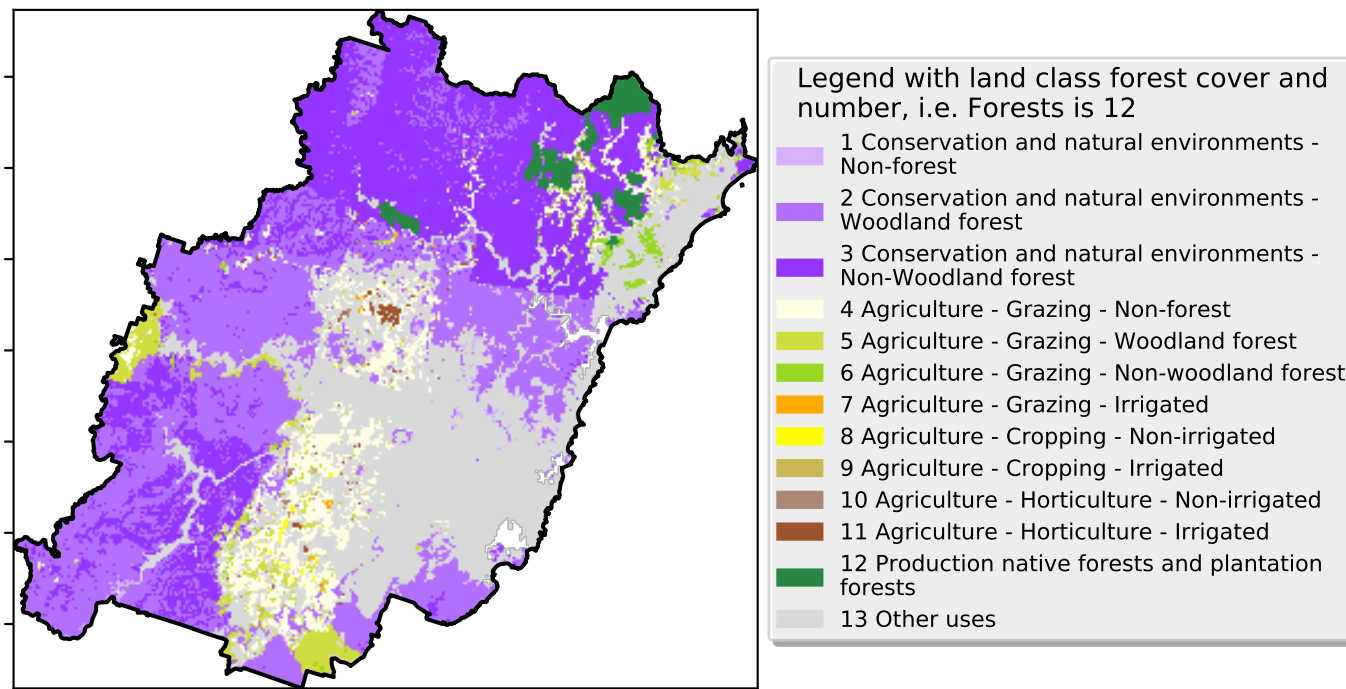 Legend with land class forest cover and
number, i.e. Forests is 12
1 Conservation and natural environments -
Non-forest
2 Conservation and natural environments -
Woodland forest
3 Conservation and natural environments -
Non-Woodland forest
4 Agriculture - Grazing - Non-forest
5 Agriculture - Grazing - Woodland forest
6 Agriculture - Grazing - Non-woodland forest
7 Agriculture - Grazing - Irrigated
8 Agriculture - Cropping - Non-irrigated
9 Agriculture - Cropping - Irrigated
10 Agriculture - Horticulture - Non-irrigated
11 Agriculture - Horticulture - Irrigated
12 Production native forests and plantation
forests
13 Other uses